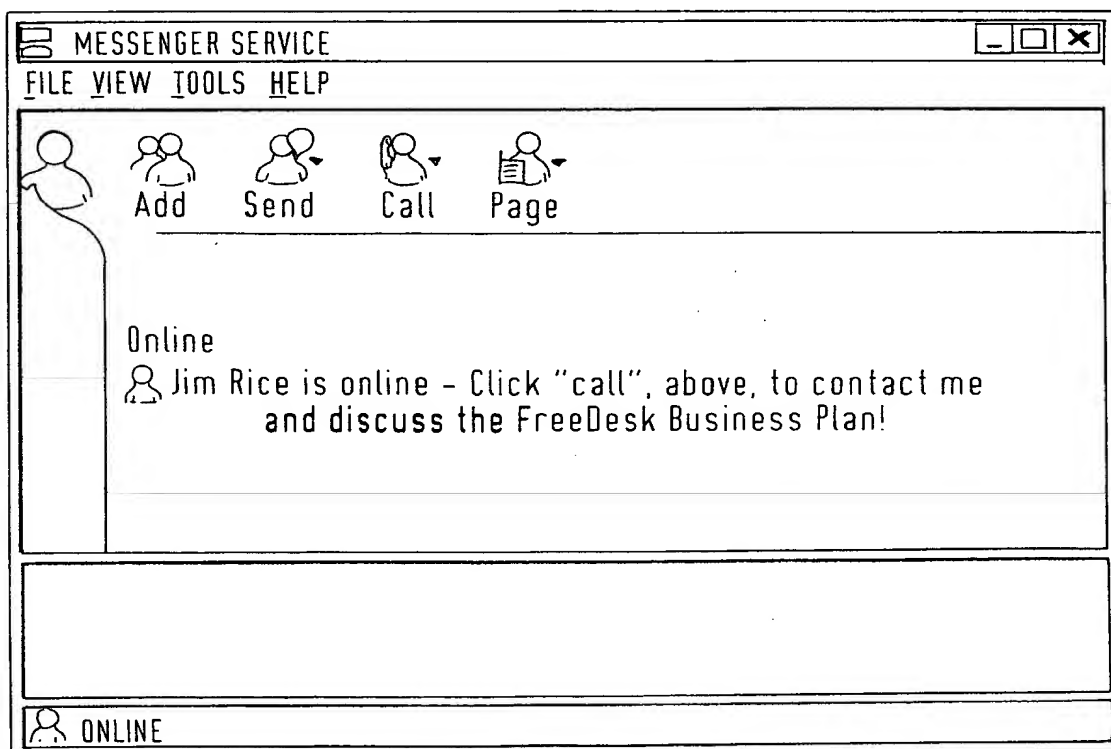 MESSENGER SERVICE
FILE VIEW TOOLS HELP
Add Send Call Page
Online
Jim Rice is online - Click "call", above, to contact me
and discuss the FreeDesk Business Plan!
ONLINE